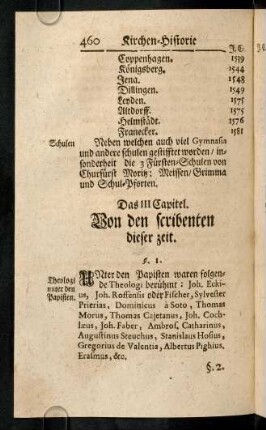 460 Kirchen-Historie
J. C.
Coppenhagen. 1539
Königsberg. 1544
Jena. 1548
Dillingen. 1549
Leyden. 1575
Altdorff. 1575
Helmstädt. 1576
Franecker. 1581
Schulen Neben welchen auch viel Gymnasia
und andere schulen gestifftet worden / in-
sonderheit die 3 Fürsten-Schulen von
Churfürst Moritz: Meissen / Grimma
und Schul-Pforten.
Das III Capitel.
Von den scribenten
dieser zeit.
§. 1.
Theologi UNter den Papisten waren folgen-
unter den de Theologi berühmt: Joh. Ecki-
Papisten. us, Joh. Roffensis oder Fischer, Sylvester
Prierias, Dominicus à Soto, Thomas
Morus, Thomas Cajetanus, Joh. Coch-
læus, Joh. Faber, Ambros. Catharinus,
Augustinus Steuchus, Stanislaus Hosius,
Gregorius de Valentia, Albertus Pighius,
Erasmus, &c.
§. 2.